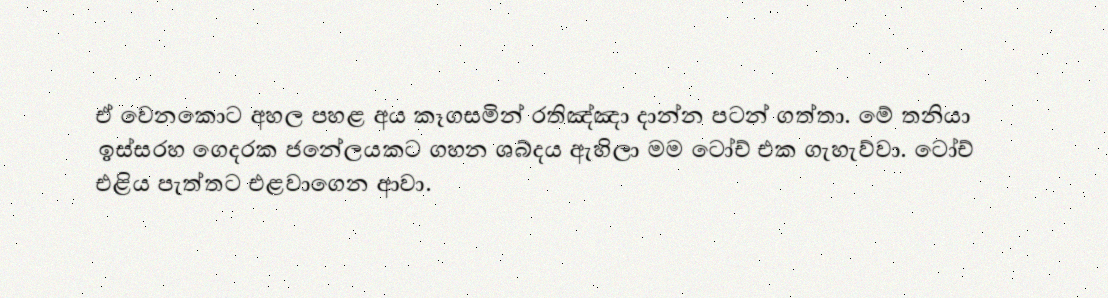 ඒ වෙනකොට අහල පහළ අය කෑගසමින් රතිඤ්ඤා දාන්න පටන් ගත්තා. මේ තනියා
ඉස්සරහ ගෙදරක ජනේලයකට ගහන ශබ්දය ඇහිලා මම ටෝච් එක ගැහැව්වා. ටෝච්
එළිය පැත්තට එළවාගෙන ආවා.